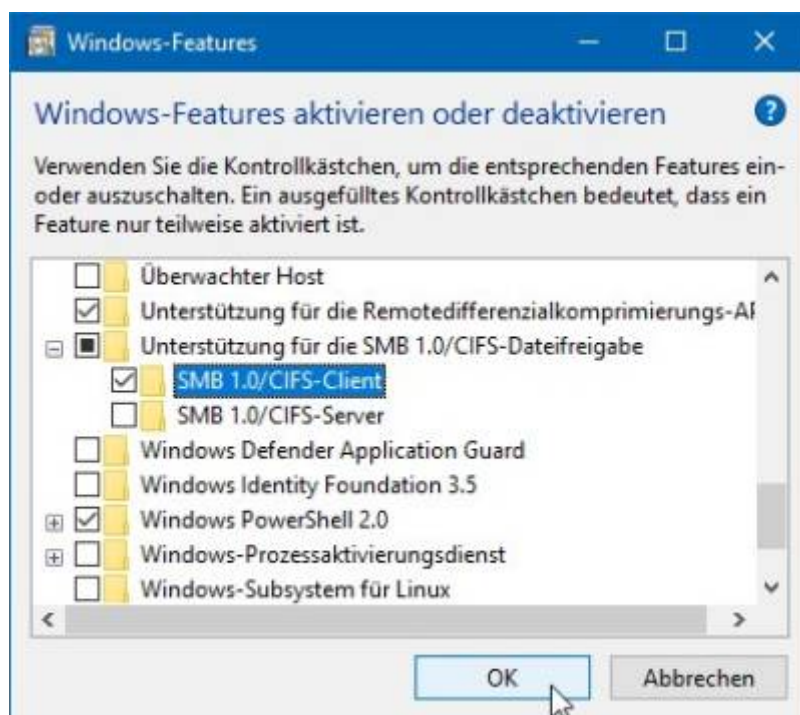 Windows-Features
Windows-Features aktivieren oder deaktivieren
Verwenden Sie die Kontrollkästchen, um die entsprechenden Features ein-
oder auszuschalten. Ein ausgefülltes Kontrollkästchen bedeutet, dass ein
Feature nur teilweise aktiviert ist.
Überwachter Host
Unterstützung für die Remotedifferenzialkomprimierungs-AP
Unterstützung für die SMB 1.0/CIFS-Dateifreigabe
SMB 1.0/CIFS-Client
SMB 1.0/CIFS-Server
Windows Defender Application Guard
Windows Identity Foundation 3.5
Windows PowerShell 2.0
Windows-Prozessaktivierungsdienst
Windows-Subsystem für Linux
OK
Abbrechen